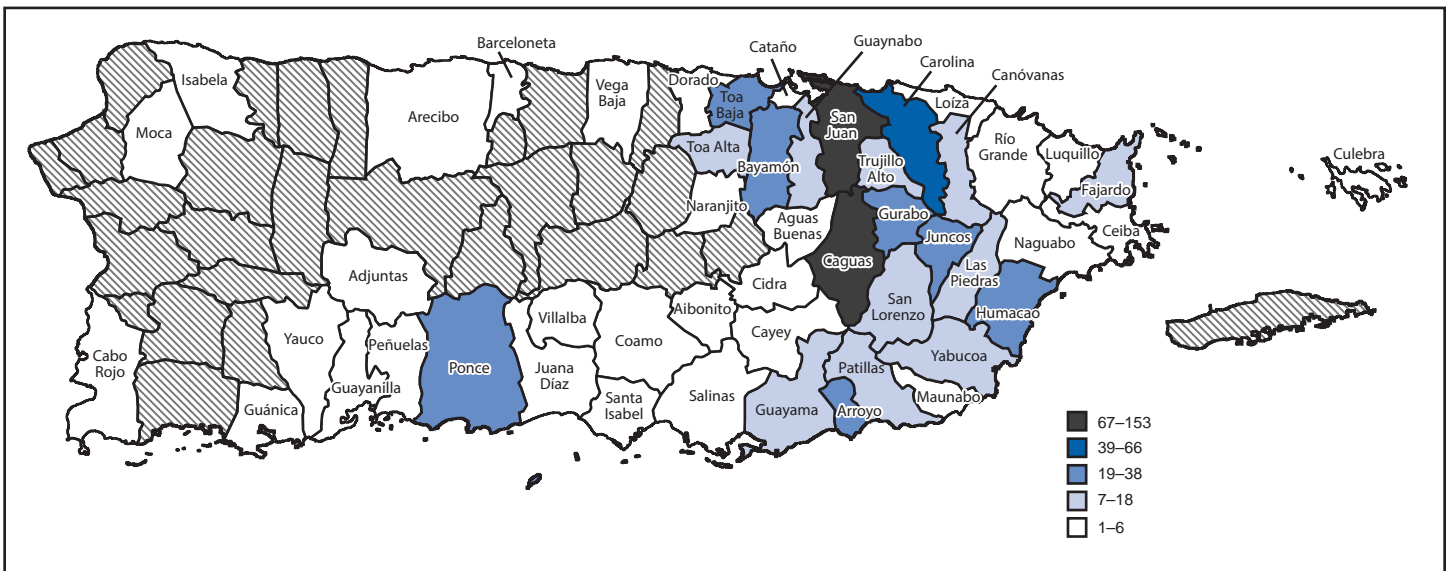 Barceloneta
Cataño
Guaynabo
Carolina
Canóvanas
Isabela
Dorado
Vega
Baja
Toa
Baja
Loíza
Arecibo
Moca
San
Juan
Río
Grande
Toa Alta
Bayamón
Trujillo
Alto
Luquillo
Culebra
Fajardo
Naranjito
Aguas
Buenas
Gurabo
Juncos
Naguabo
Ceiba
Adjuntas
Caguas
Las
Piedras
Cidra
San
Lorenzo
Humacao
Aibonito
Villalba
Cayey
Coamo
Yauco
Peñuelas
Cabo
Rojo
Ponce
Yabucoa
Patillas
Juana
Díaz
Guayanilla
Salinas
Maunabo
Santa
Isabel
Guánica
Guayama
Arroyo
67–153
39–66
19–38
7–18
1–6